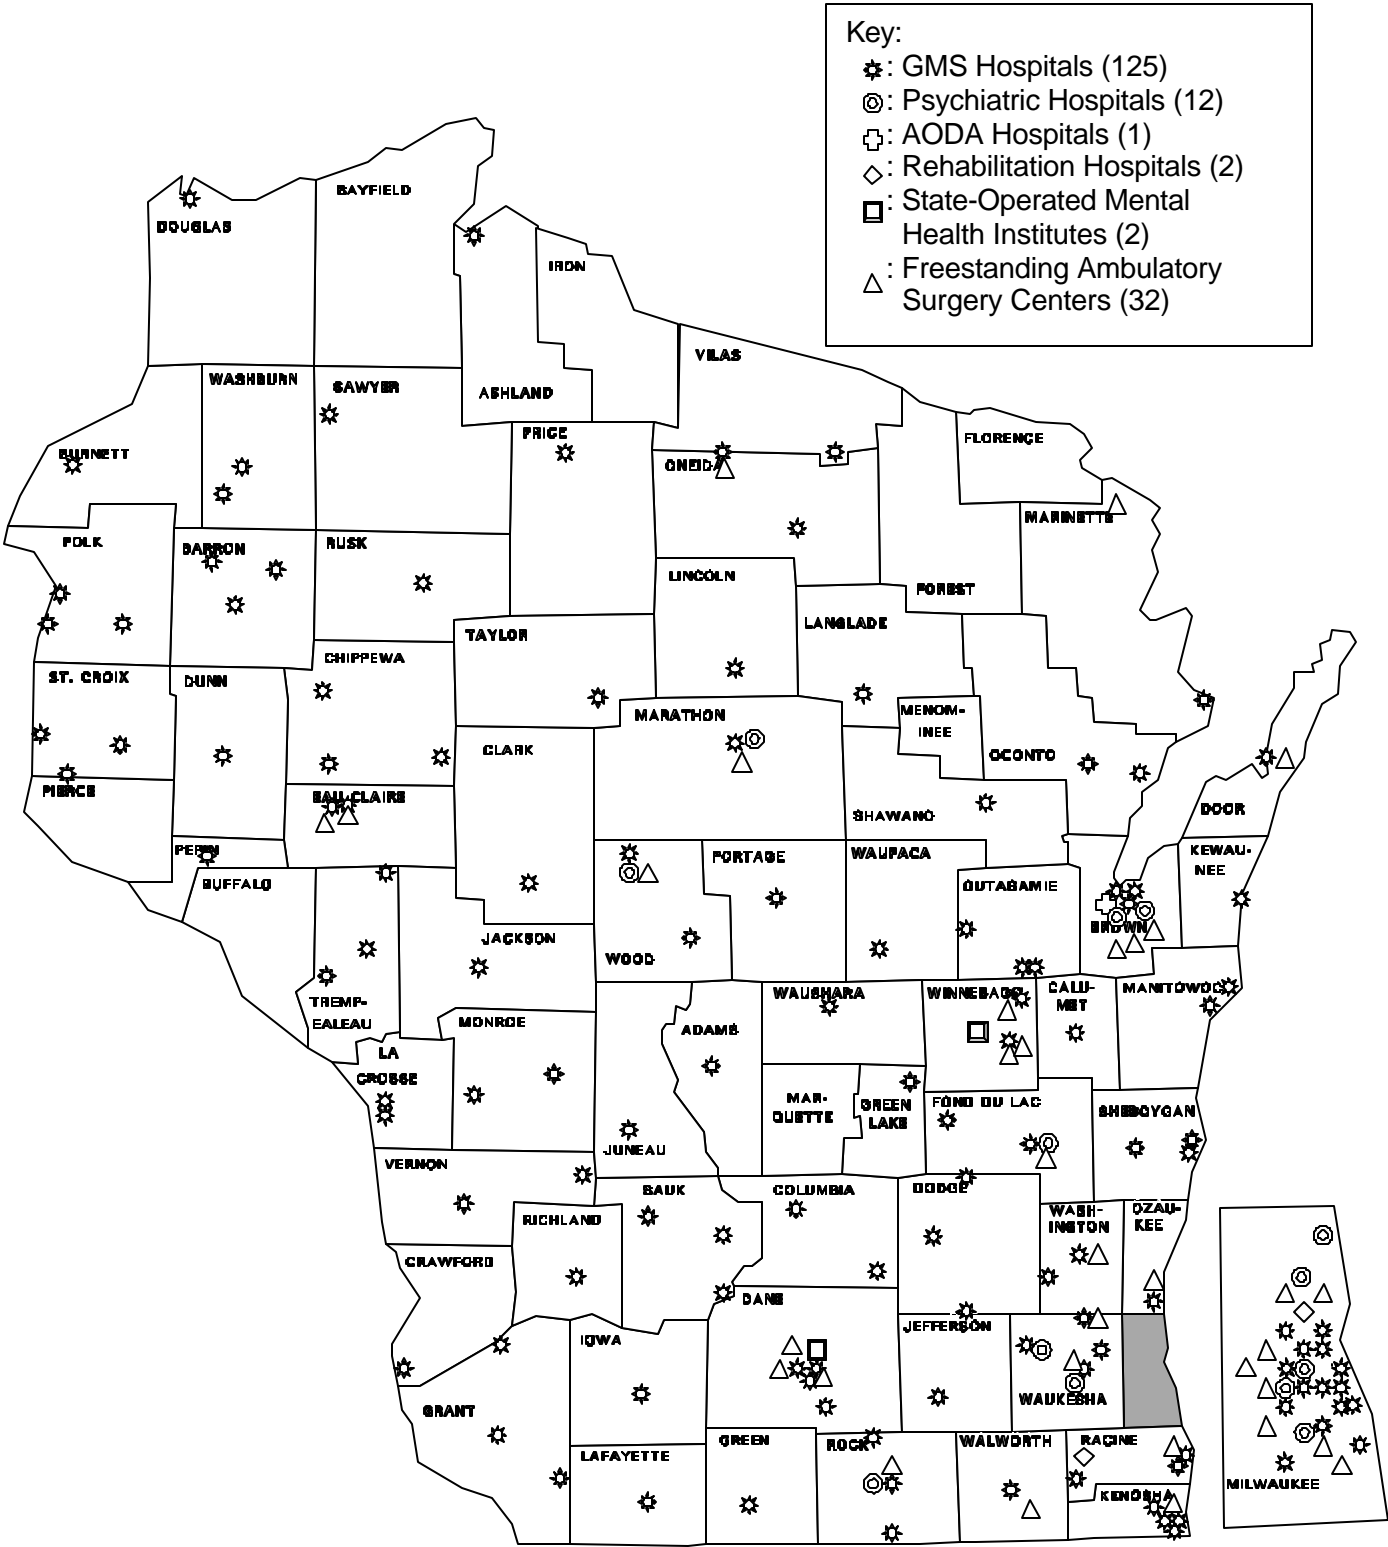 Key:
: GMS Hospitals (125)
: Psychiatric Hospitals (12)
: AODA Hospitals (1)
: Rehabilitation Hospitals (2)
: State-Operated Mental
Health Institutes (2)
: Freestanding Ambulatory
Surgery Centers (32)
DOUGLAS
BAYFIELD
IRON
VILAS
WASHBURN
SAWYER
ASHLAND
PRICE
FLORENCE
BURNETT
ONEIDA
MARINETTE
POLK
BARRON
RUSK
LINCOLN
FOREST
TAYLOR
LANGLADE
CHIPPEWA
ST. CROIX
DUNN
MARATHON
MENOM-
INEE
CLARK
OCONTO
PIERCE
EAU CLAIRE
SHAWANO
DOOR
PEPIN
BUFFALO
PORTAGE
WAUPACA
OUTAGAMIE
KEWAU-
NEE
BROWN
JACKSON
WOOD
TREMP-
EALEAU
MONROE
ADAMS
WAUSHARA
WINNEBAGO
CALU-
MET
MANITOWOC
LA
CROSSE
MAR-
QUETTE
GREEN
LAKE
FOND DU LAC
SHEBOYGAN
JUNEAU
VERNON
SAUK
COLUMBIA
DODGE
WASH-
INGTON
OZAU-
KEE
RICHLAND
CRAWFORD
DANE
JEFFERSON
IOWA
WAUKESHA
GRANT
LAFAYETTE
GREEN
ROCK
WALWORTH
RACINE
KENOSHA
MILWAUKEE